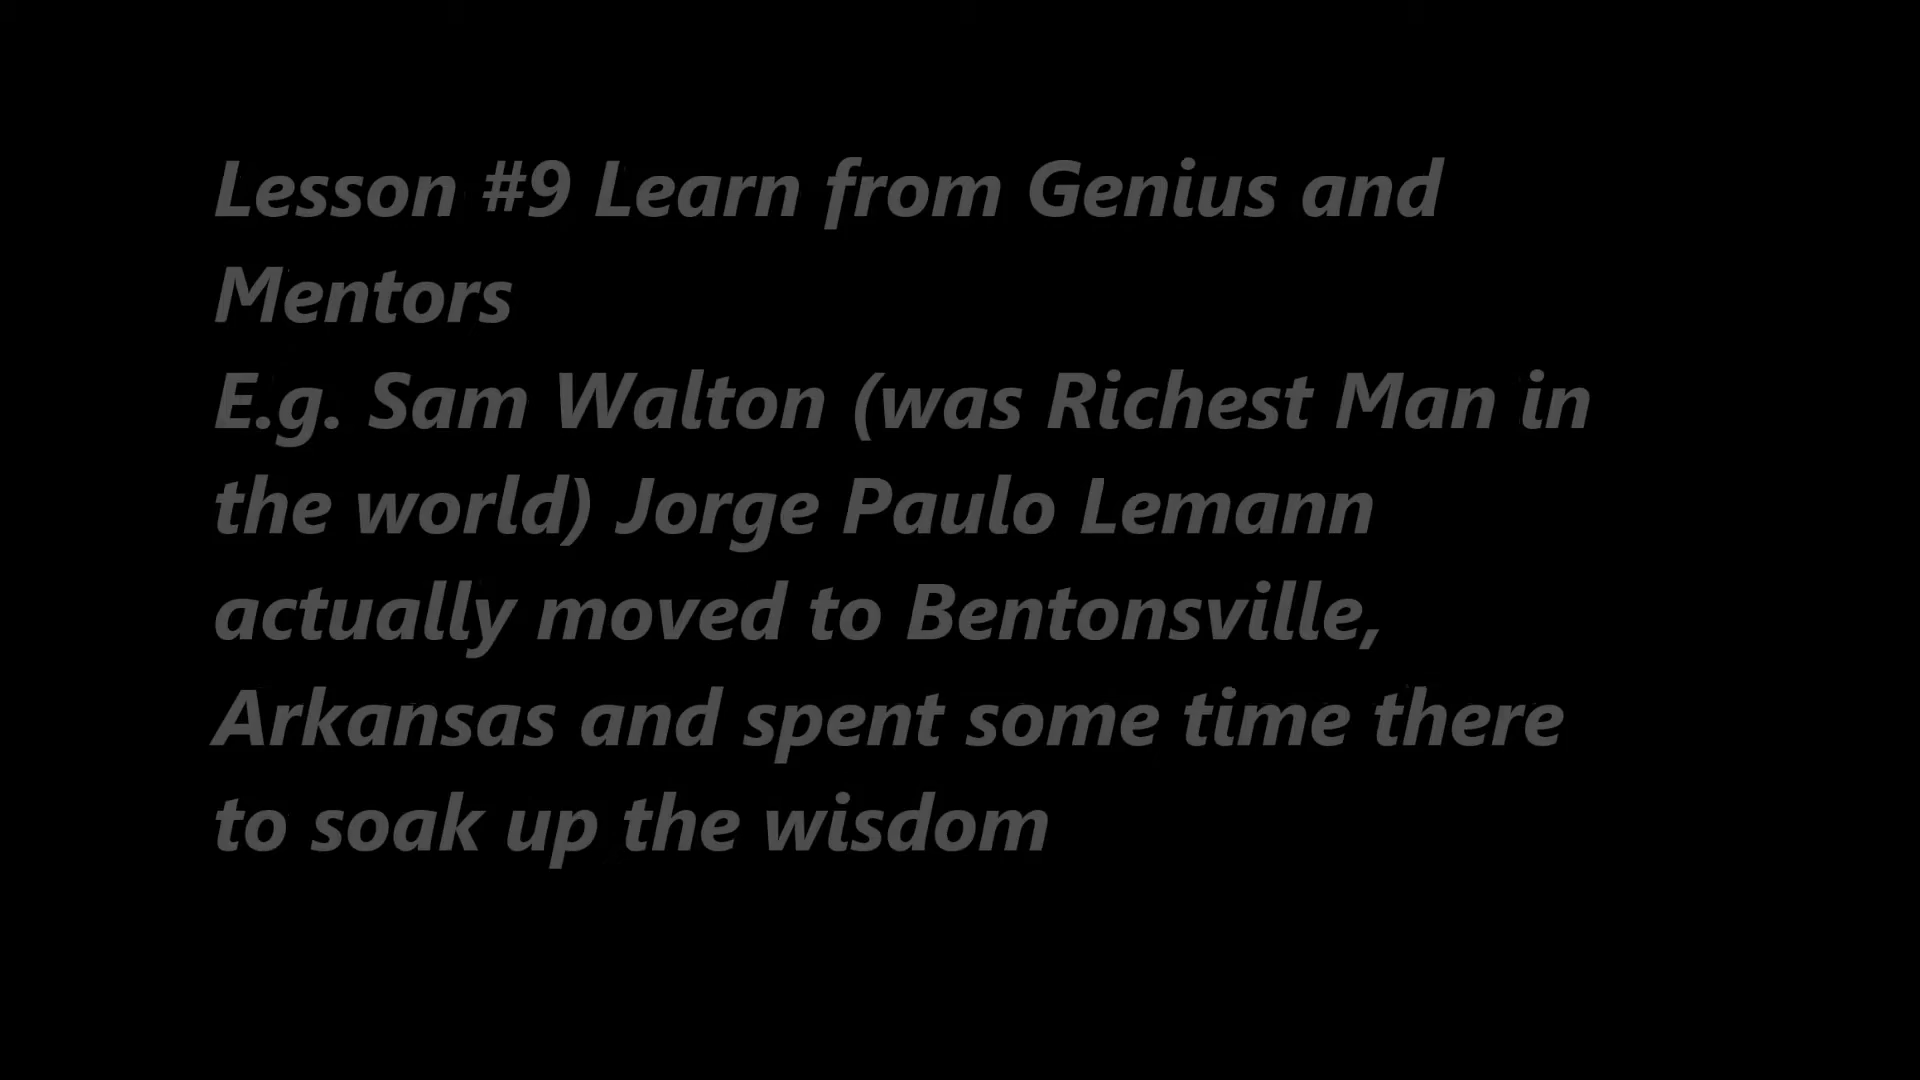 Lesson #9 Learn from Genius and
Mentors
E.g. Sam Walton (was Richest Man in
the world) Jorge Paulo Lemann
actually moved to Bentonsville,
Arkansas and spent some time there
to soak up the wisdom